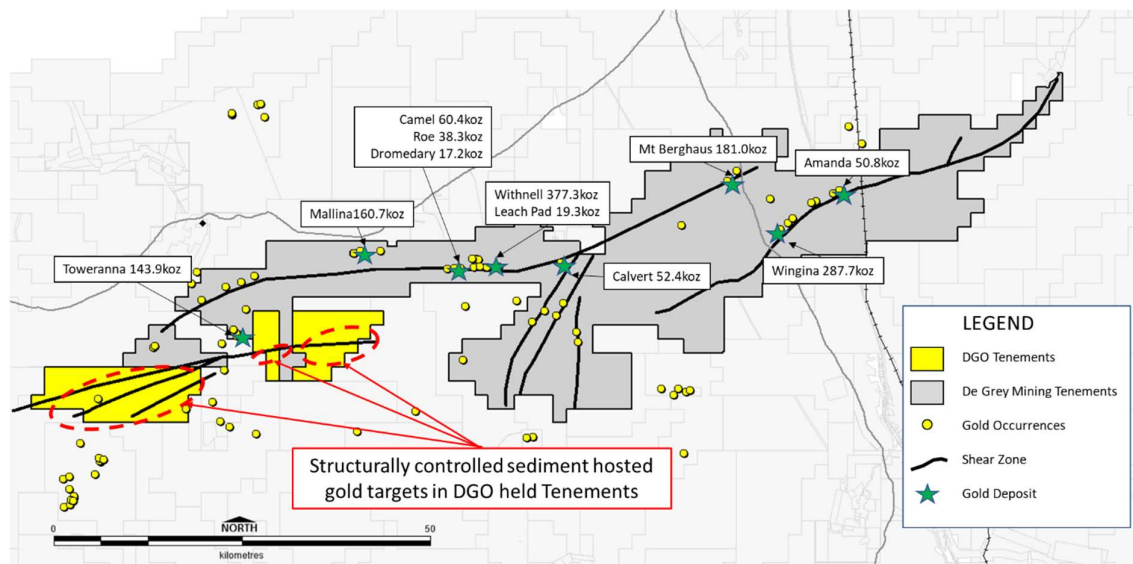 Camel 60.4koz
Roe 38.3koz
Dromedary 17.2koz
Mt Berghaus 181.0koz
Amanda 50.8koz
Withnell 377.3koz
Leach Pad 19.3koz
Mallina160.7koz
Toweranna 143.9koz
Calvert 52.4koz
Wingina 287.7koz
LEGEND
DGO Tenements
De Grey Mining Tenements
Gold Occurrences
Shear Zone
Gold Deposit
Structurally controlled sediment hosted
gold targets in DGO held Tenements
NORTH
0
50
kilometres